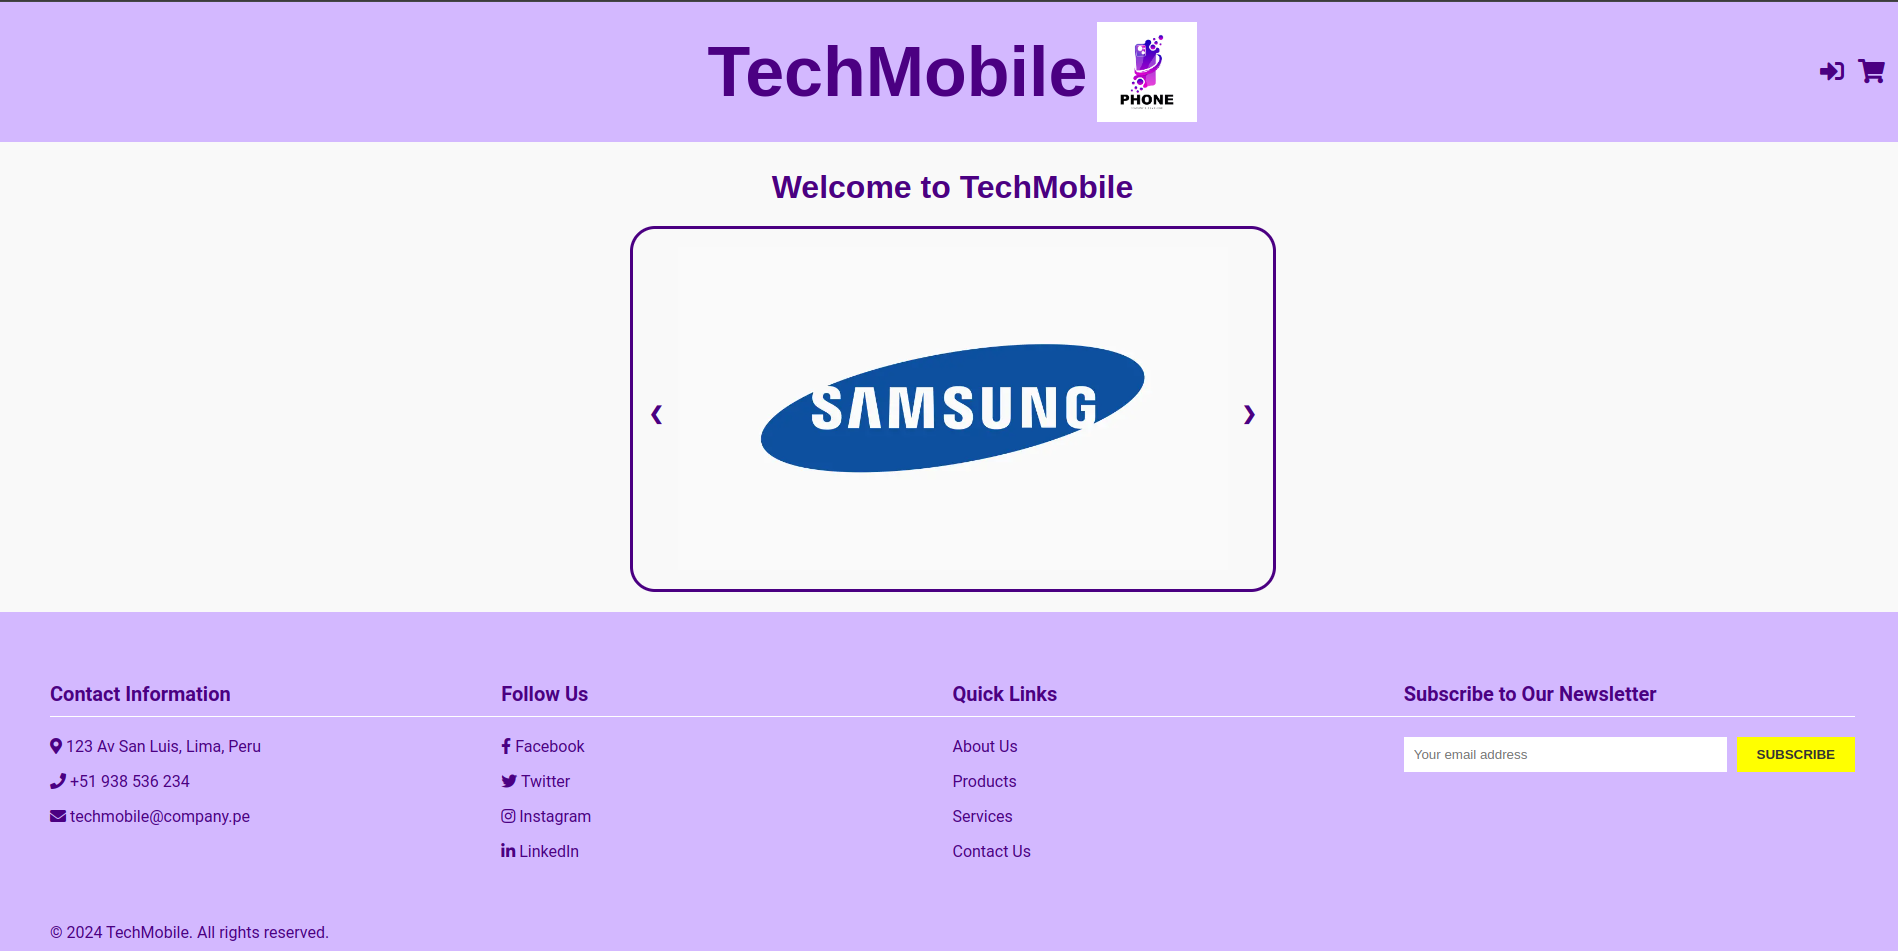 TechMobile
PHONE
Welcome to TechMobile
SAMSUNG
Contact Information
123 Av San Luis, Lima, Peru
+51 938 536 234
techmobile@company.pe
Follow Us
Facebook
Twitter
Instagram
LinkedIn
Quick Links
About Us
Products
Services
Contact Us
Subscribe to Our Newsletter
Your email address
SUBSCRIBE
© 2024 TechMobile. All rights reserved.